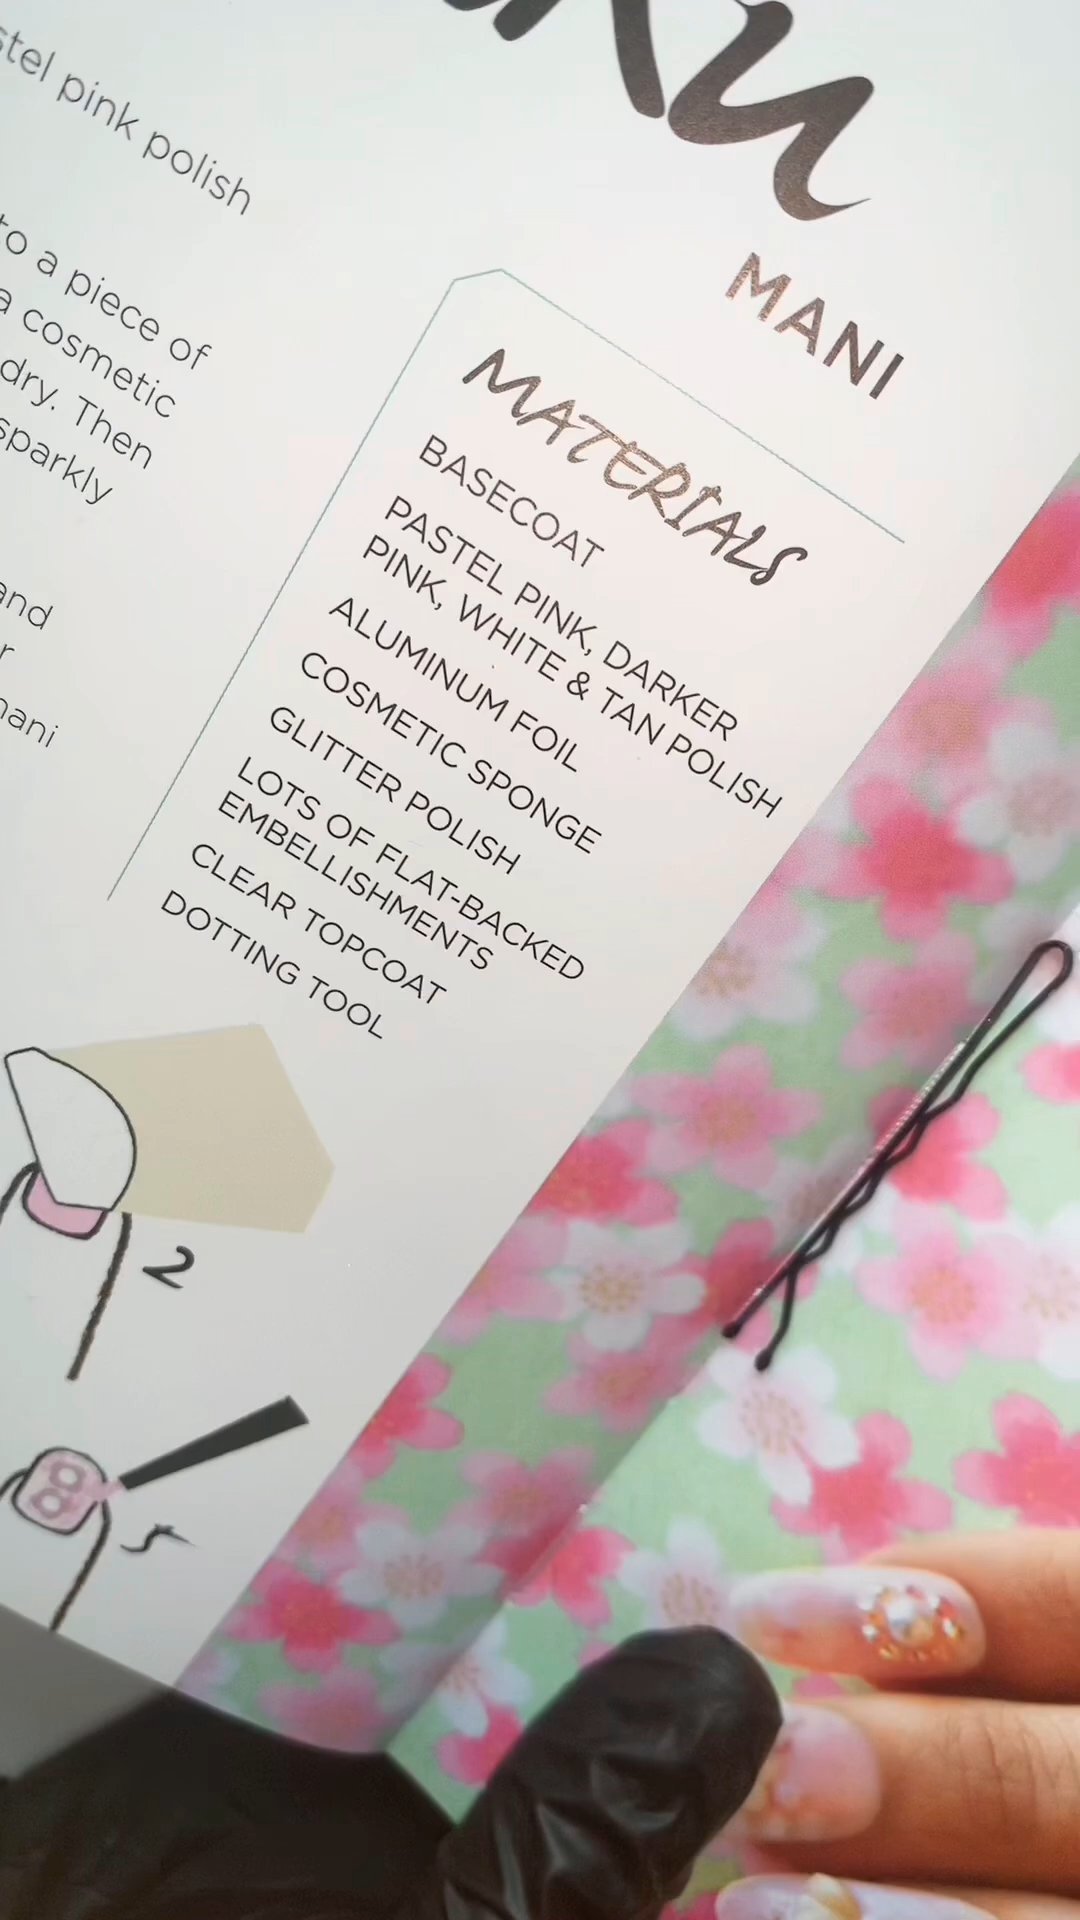 stel pink polish
to a piece of
a cosmetic
dry. Then
sparkly
and
mani
MANI
MATERIALS
BASECOAT
PASTEL PINK, DARKER
PINK, WHITE & TAN POLISH
ALUMINUM FOIL
COSMETIC SPONGE
GLITTER POLISH
LOTS OF FLAT-BACKED
EMBELLISHMENTS
CLEAR TOPCOAT
DOTTING TOOL
2
5